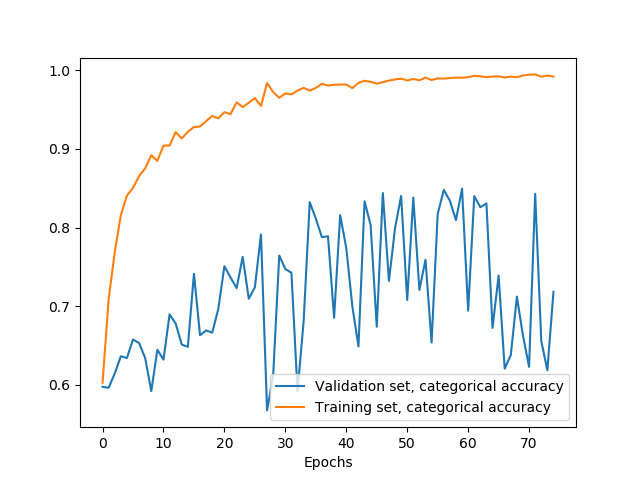 1.0
0.9
0.8
0.7
0.6
Validation set, categorical accuracy
Training set, categorical accuracy
0 10 20 30 40 50 60 70
Epochs